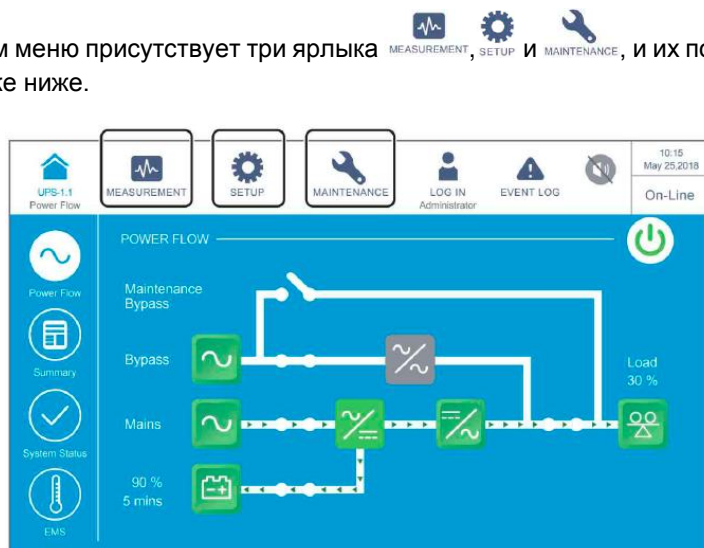 м меню присутствует три ярлыка MEASUREMENT, SETUP и MAINTENANCE, и их по
ке ниже.
UPS-1.1
Power Flow
MEASUREMENT
SETUP
MAINTENANCE
LOG IN
Administrator
EVENT LOG
10:15
May 25,2018
On-Line
POWER FLOW
Power Flow
Summary
System Status
EMS
Maintenance
Bypass
Bypass
Mains
90 %
5 mins
Load
30 %